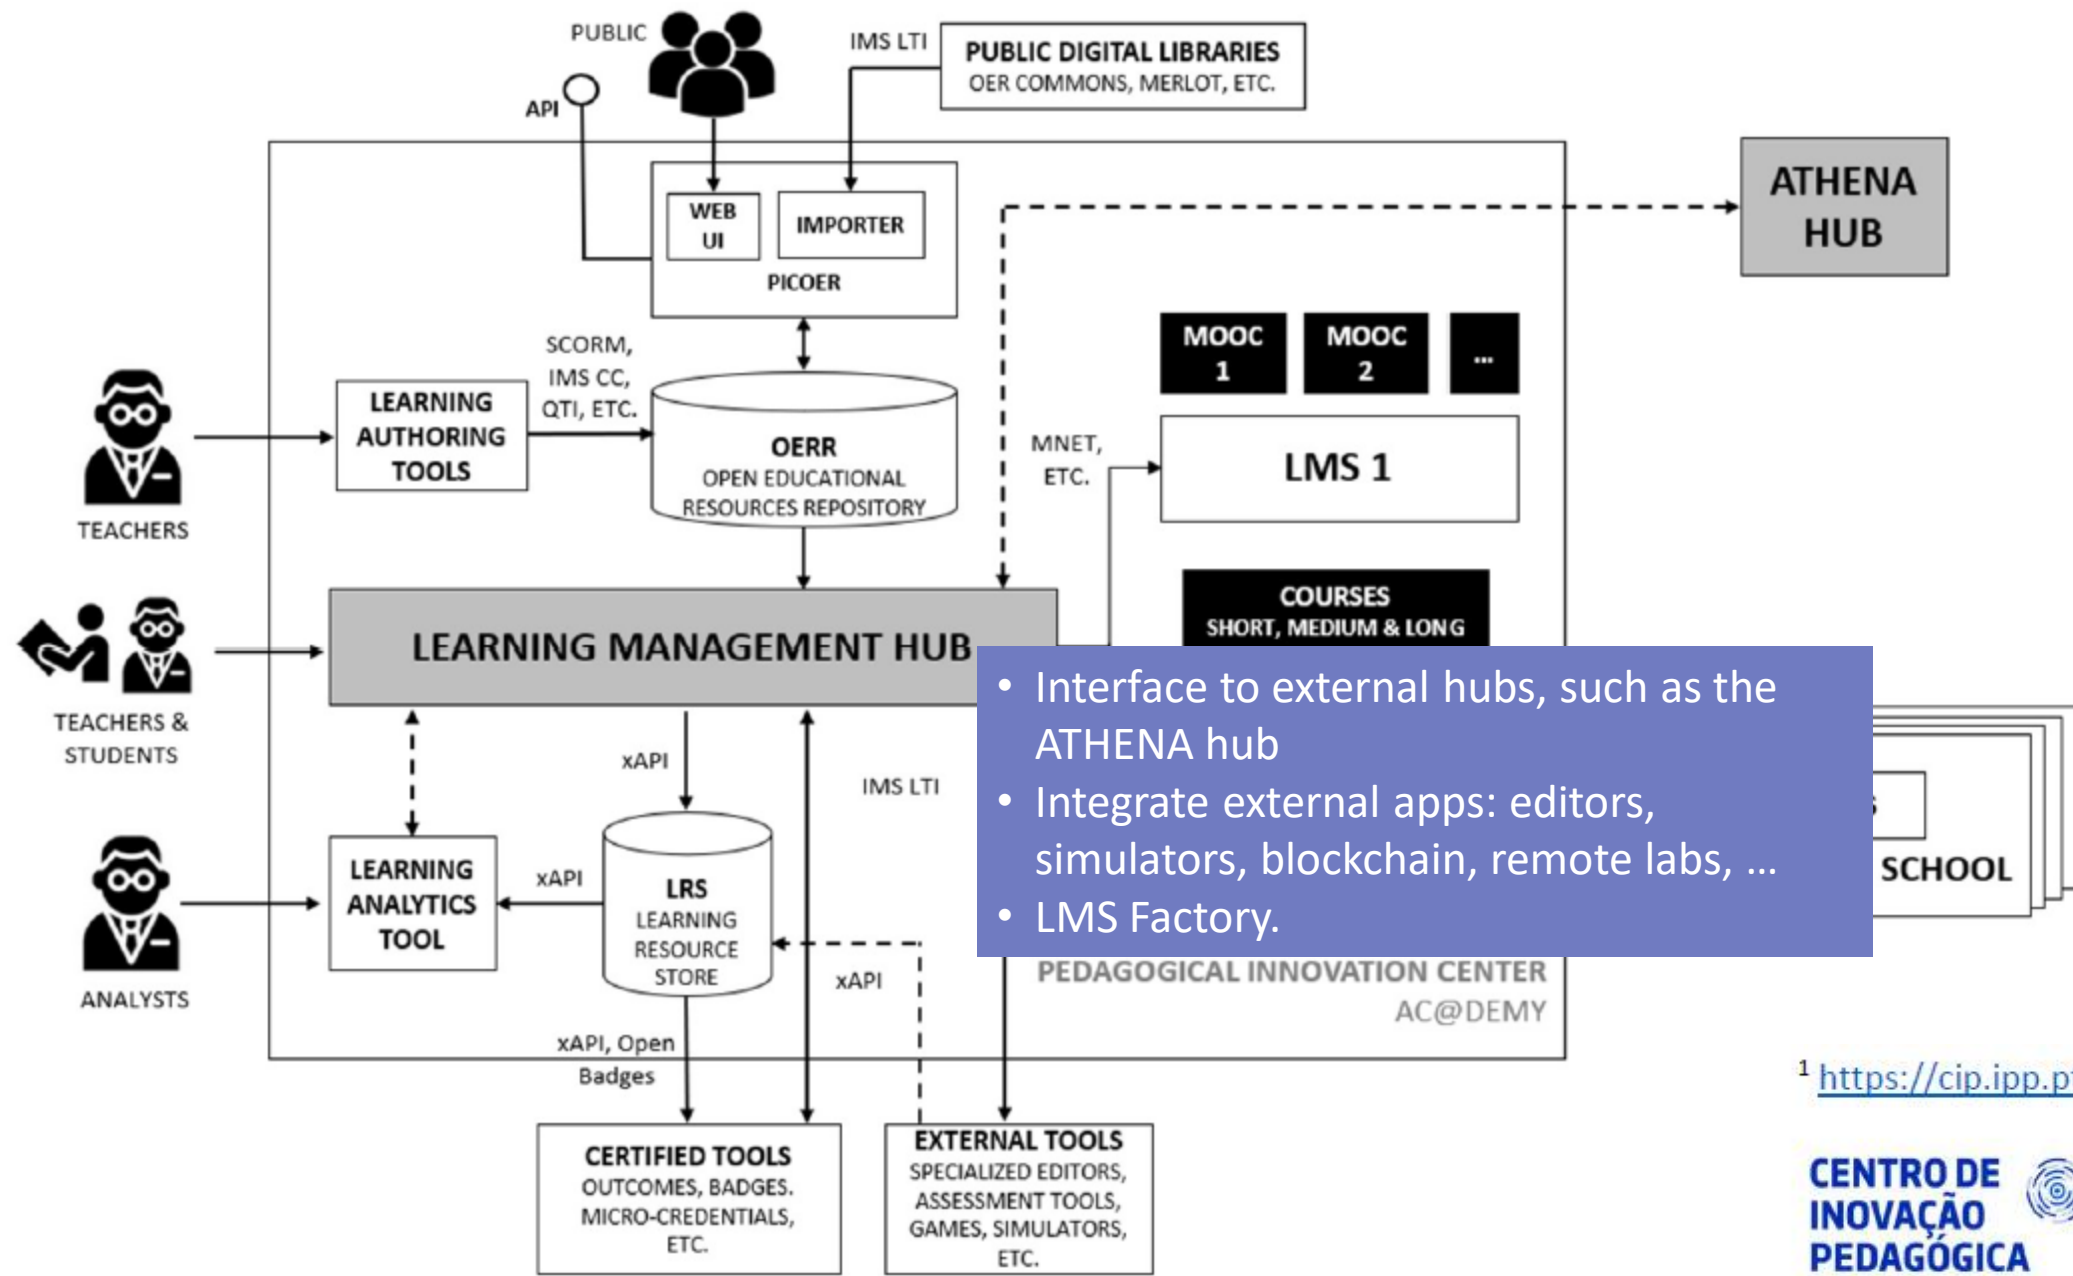 PUBLIC
IMS LTI
PUBLIC DIGITAL LIBRARIES
OER COMMONS, MERLOT, ETC.
API
WEB
UI
IMPORTER
PICOER
ATHENA
HUB
SCORM,
IMS CC,
QTI, ETC.
MOOC
1
MOOC
2
...
LEARNING
AUTHORING
TOOLS
TEACHERS
OERR
OPEN EDUCATIONAL
RESOURCES REPOSITORY
MNET,
ETC.
LMS 1
COURSES
SHORT, MEDIUM & LONG
LEARNING MANAGEMENT HUB
TEACHERS &
STUDENTS
• Interface to external hubs, such as the
ATHENA hub
• Integrate external apps: editors,
simulators, blockchain, remote labs, ...
• LMS Factory.
SCHOOL
xAPI
IMS LTI
LEARNING
ANALYTICS
TOOL
ANALYSTS
xAPI
LRS
LEARNING
RESOURCE
STORE
xAPI
PEDAGOGICAL INNOVATION CENTER
AC@DEMY
xAPI, Open
Badges
CERTIFIED TOOLS
OUTCOMES, BADGES.
MICRO-CREDENTIALS,
ETC.
EXTERNAL TOOLS
SPECIALIZED EDITORS,
ASSESSMENT TOOLS,
GAMES, SIMULATORS,
ETC.
1 https://cip.ipp.p
CENTRO DE
INOVAÇÃO
PEDAGÓGICA